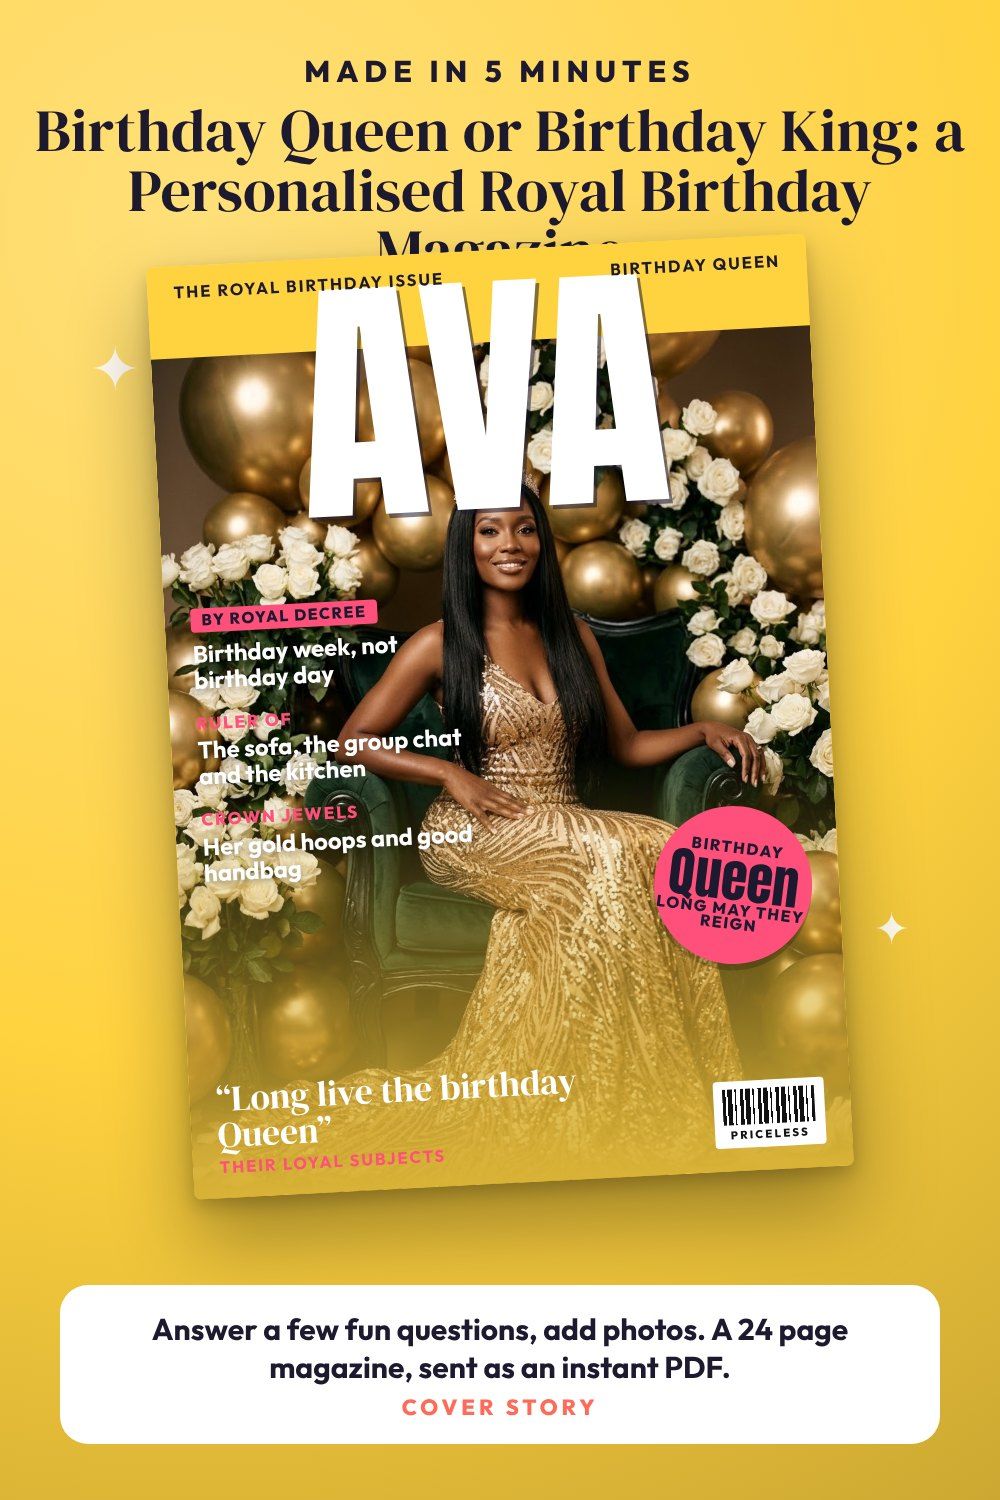 MADE IN 5 MINUTES
Birthday Queen or Birthday King: a
Personalised Royal Birthday
Magazine
THE ROYAL BIRTHDAY ISSUE
BIRTHDAY QUEEN
AVA
BY ROYAL DECREE
Birthday week, not
birthday day
RULER OF
The sofa, the group chat
and the kitchen
CROWN JEWELS
Her gold hoops and good
handbag
BIRTHDAY
Queen
LONG MAY THEY
REIGN
“Long live the birthday
Queen”
THEIR LOYAL SUBJECTS
PRICELESS
Answer a few fun questions, add photos. A 24 page
magazine, sent as an instant PDF.
COVER STORY